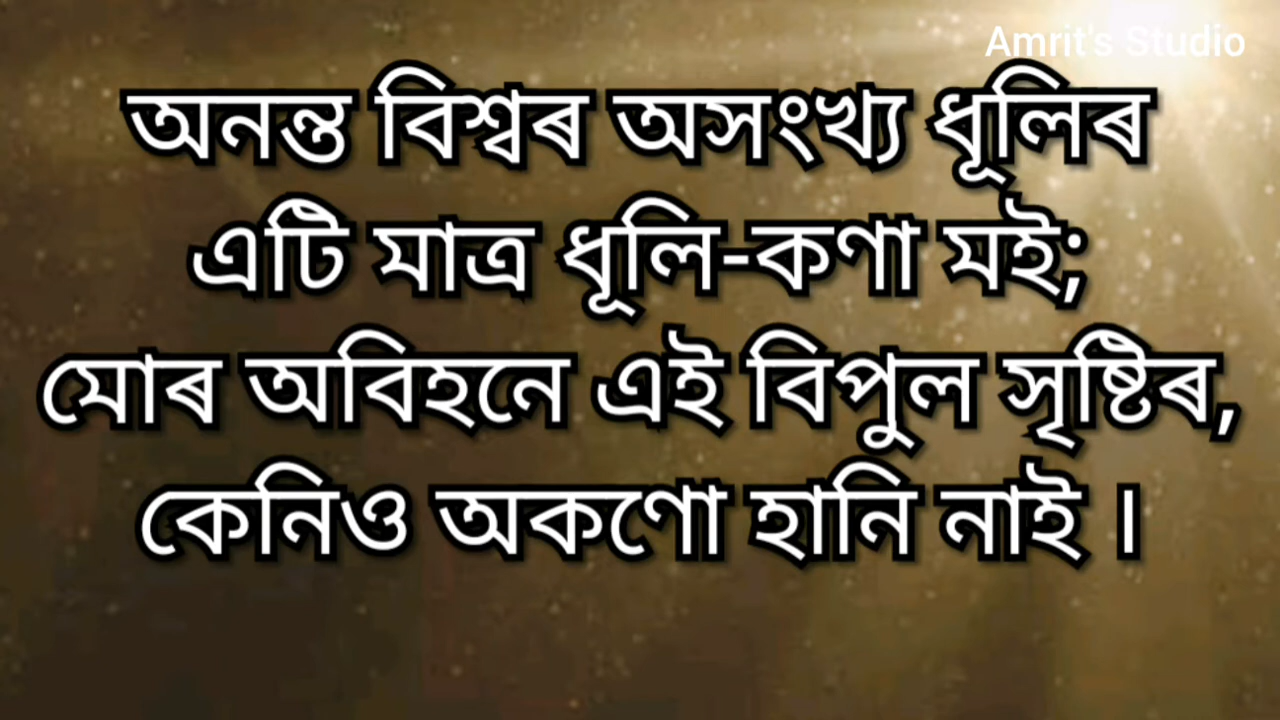 Amrit's Studio
অনন্ত বিশ্বৰ অসংখ্য ধূলিৰ
এটি মাত্ৰ ধূলি-কণা মই;
মোৰ অবিহনে এই বিপুল সৃষ্টিৰ,
কেনিও অকণো হানি নাই ।